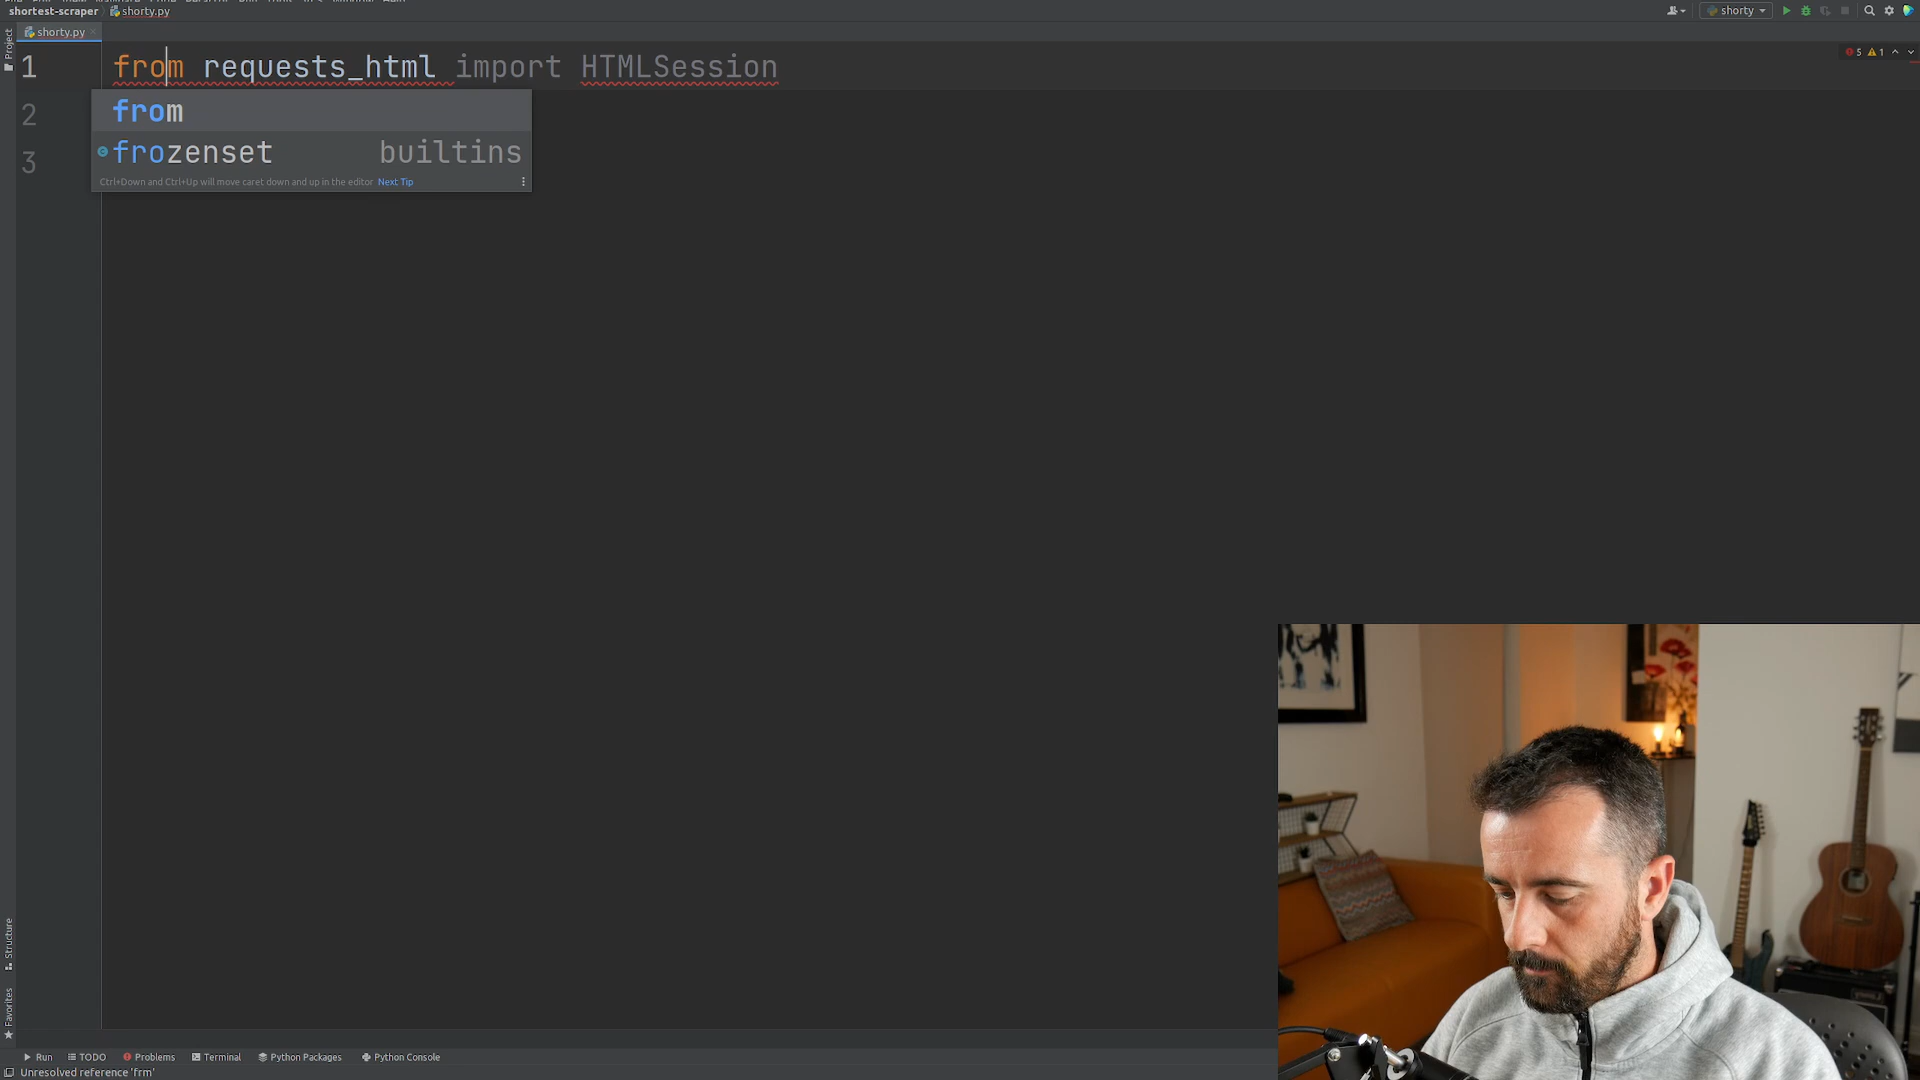 shortest-scraper shorty.py
shorty
shorty.py
Project
5 1
1 from requests_html import HTMLSession
2
3
from
frozenset builtins
Ctrl+Down and Ctrl+Up will move caret down and up in the editor Next Tip
Structure
Favorites
Run TODO Problems Terminal Python Packages Python Console
Unresolved reference 'frm'